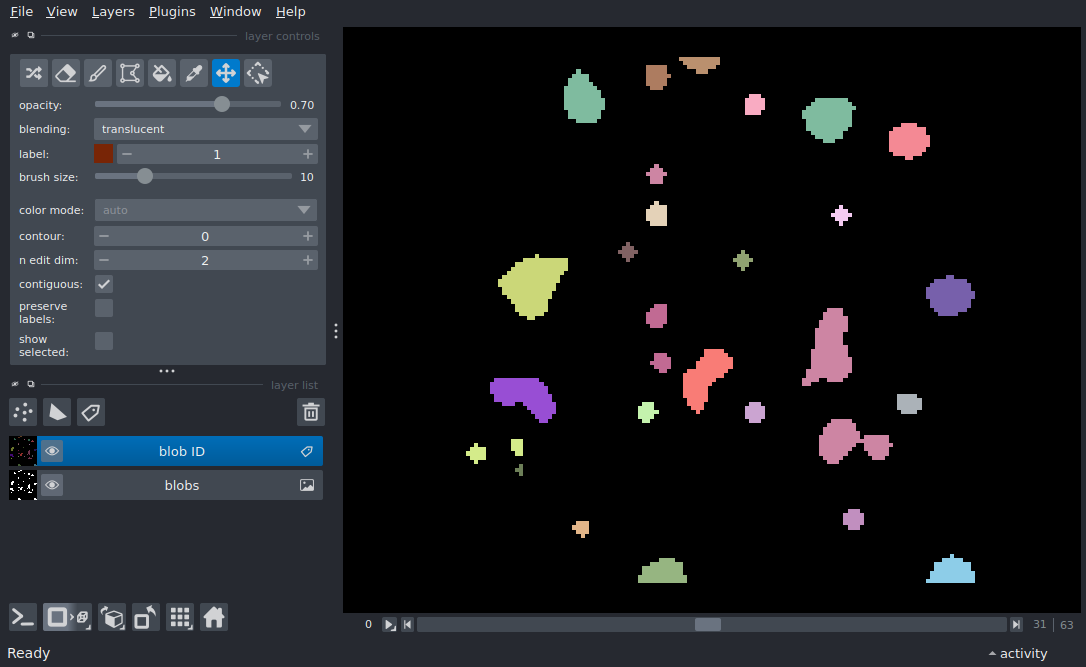 File View Layers Plugins Window Help
layer controls
opacity: 0.70
blending: translucent
label: 1
brush size: 10
color mode: auto
contour: 0
n edit dim: 2
contiguous:
preserve
labels:
show
selected:
layer list
blob ID
blobs
0 31 63
Ready activity